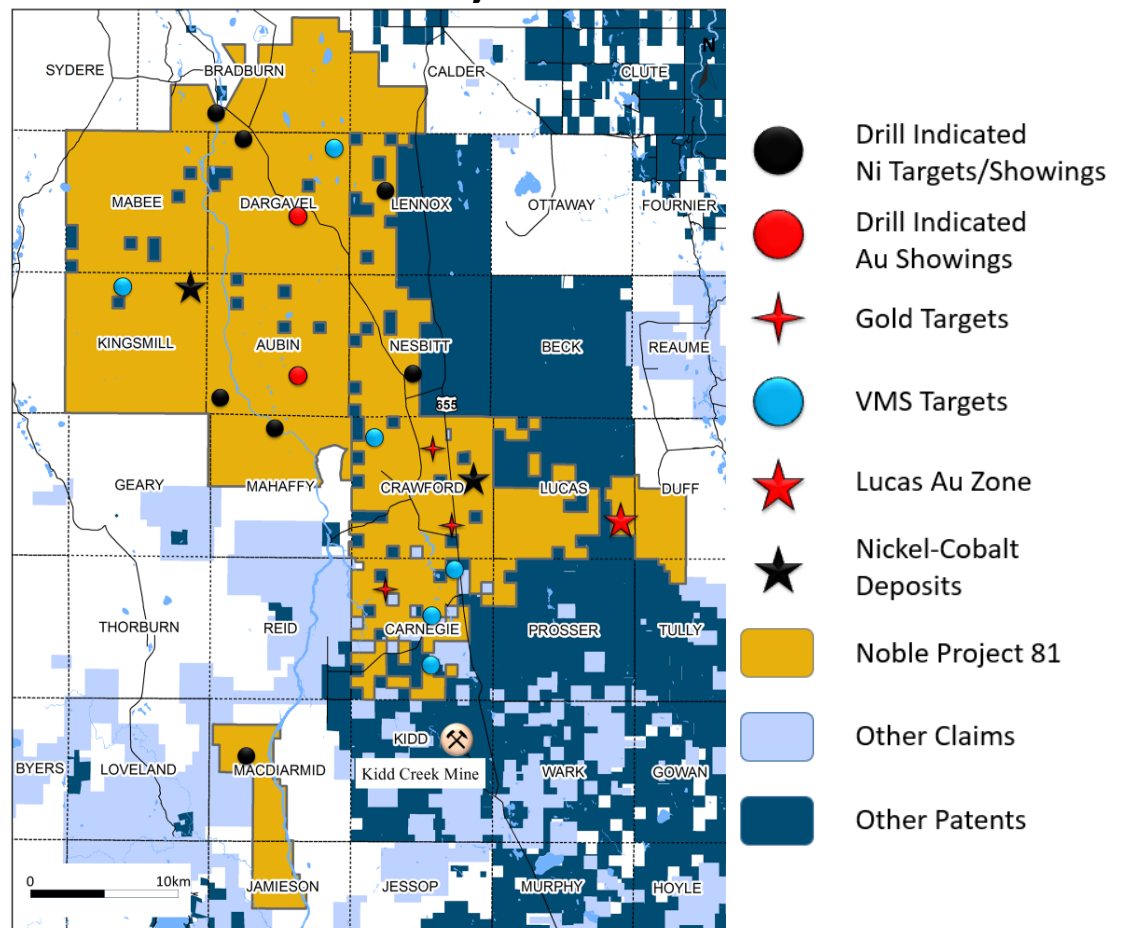 N
SYDERE
BRADBURN
CALDER
CLUTE
MABEE
DARGAVEL
LENNOX
OTTAWAY
FOURNIER
KINGSMILL
AUBIN
NESBITT
BECK
REAUME
655
GEARY
MAHAFFY
CRAWFORD
LUCAS
DUFF
THORBURN
REID
CARNEGIE
PROSSER
TULLY
BYERS
LOVELAND
MACDIARMID
KIDD
Kidd Creek Mine
WARK
GOWAN
JAMIESON
JESSOP
MURPHY
HOYLE
0
10km
Drill Indicated
Ni Targets/Showings
Drill Indicated
Au Showings
Gold Targets
VMS Targets
Lucas Au Zone
Nickel-Cobalt
Deposits
Noble Project 81
Other Claims
Other Patents